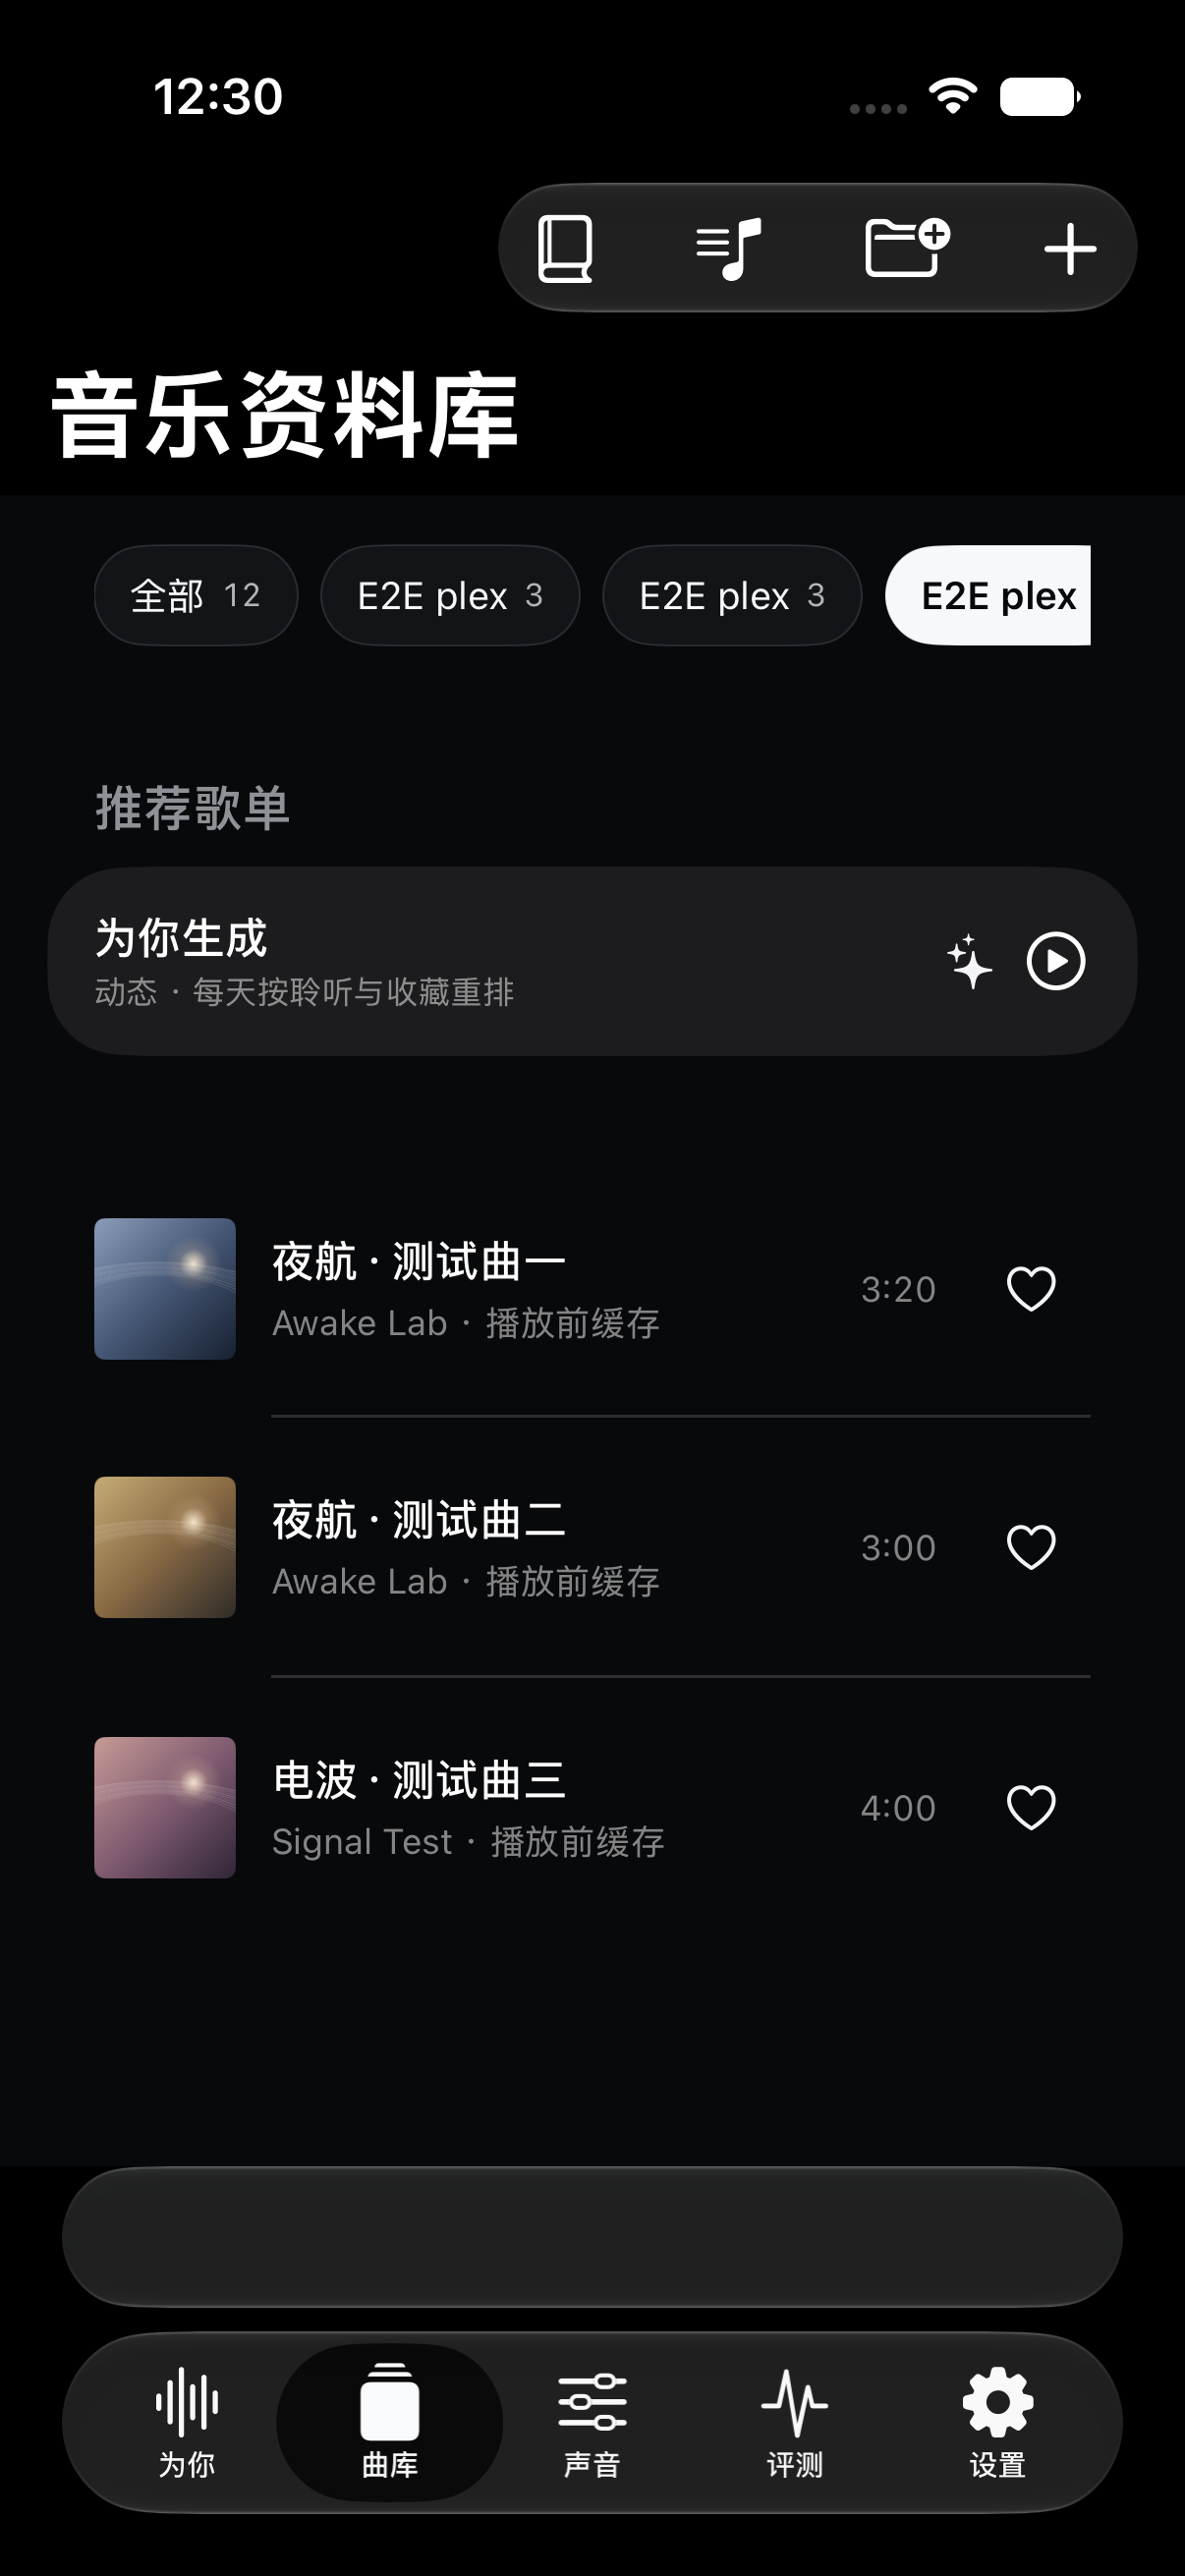 12:30
音乐资料库
全部 12
E2E plex 3
E2E plex 3
E2E plex
推荐歌单
为你生成
动态 · 每天按聆听与收藏重排
夜航 · 测试曲一
Awake Lab · 播放前缓存
3:20
夜航 · 测试曲二
Awake Lab · 播放前缓存
3:00
电波 · 测试曲三
Signal Test · 播放前缓存
4:00
为你
曲库
声音
评测
设置